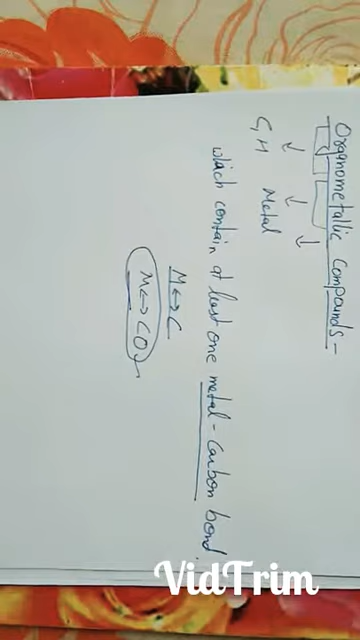 Organometallic Compounds-
↓ ↓ ↓
C, H Metal
which contain at least one metal-carbon bond.
M↔C
M↔CO
VidTrim